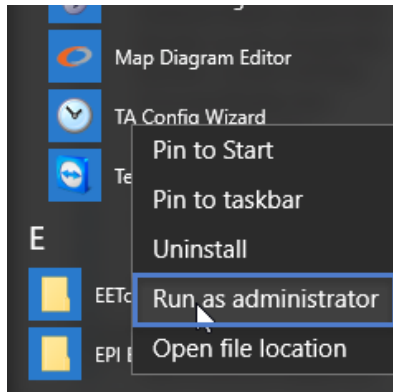 Map Diagram Editor
TA Config Wizard
Pin to Start
Pin to taskbar
Uninstall
E
Run as administrator
Open file location
EPI